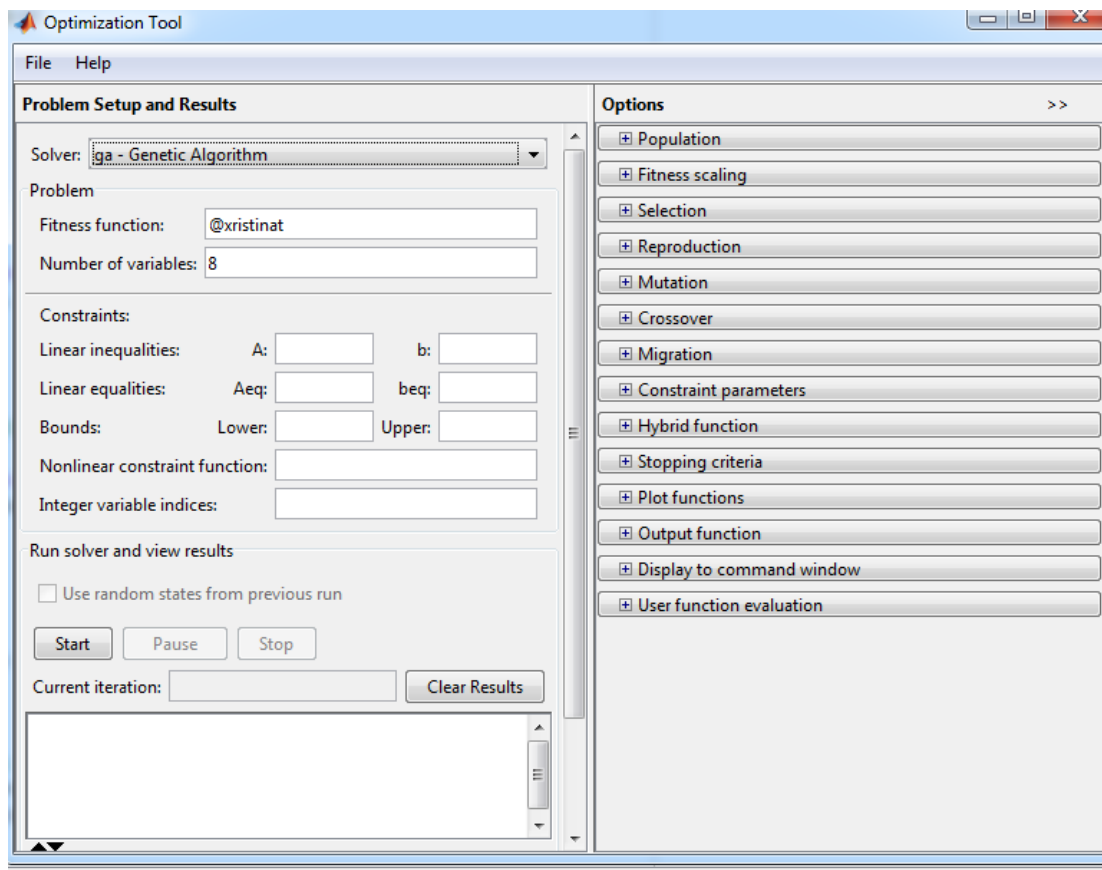 Optimization Tool
File Help
Problem Setup and Results
Solver: ga - Genetic Algorithm
Problem
Fitness function: @xristinat
Number of variables: 8
Constraints:
Linear inequalities: A: b:
Linear equalities: Aeq: beq:
Bounds: Lower: Upper:
Nonlinear constraint function:
Integer variable indices:
Run solver and view results
Use random states from previous run
Start Pause Stop
Current iteration: Clear Results
Options >>
Population
Fitness scaling
Selection
Reproduction
Mutation
Crossover
Migration
Constraint parameters
Hybrid function
Stopping criteria
Plot functions
Output function
Display to command window
User function evaluation